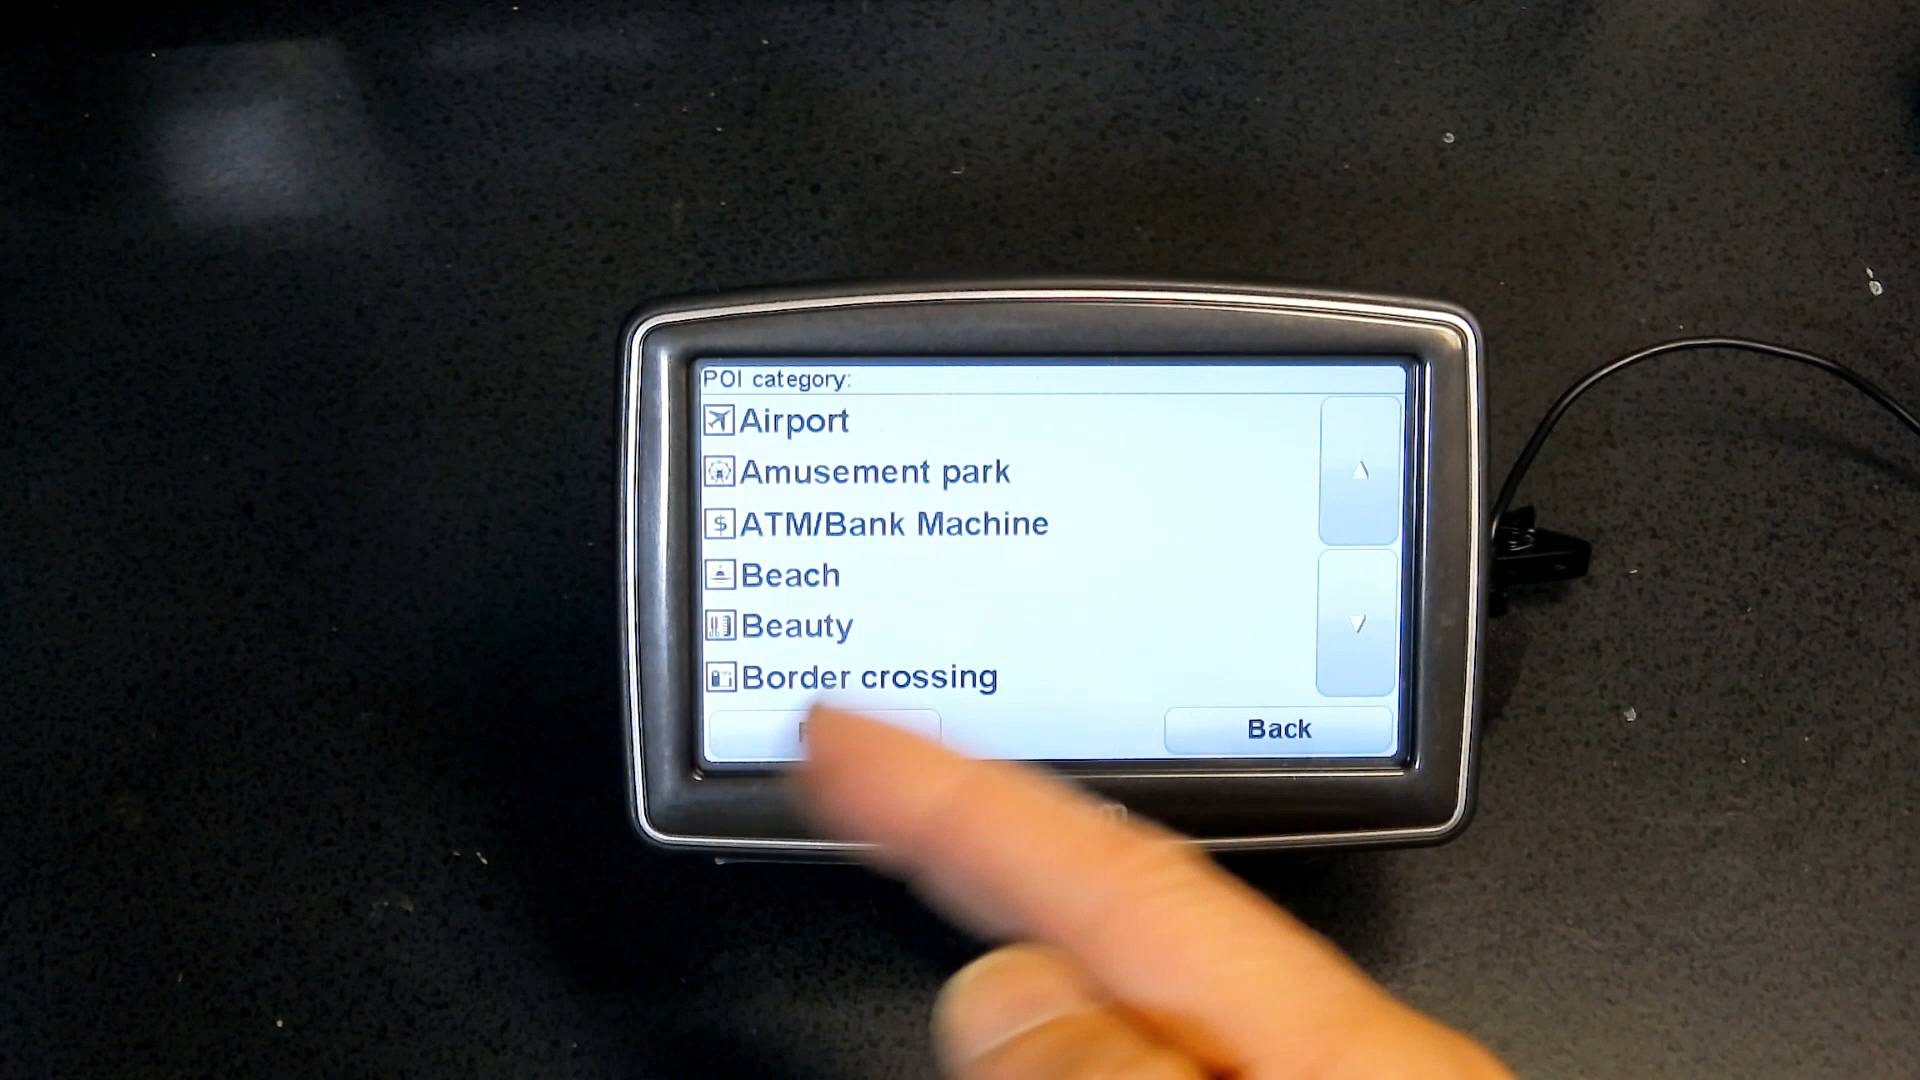 POI category:
Airport
Amusement park
$ ATM/Bank Machine
Beach
Beauty
Border crossing
Back